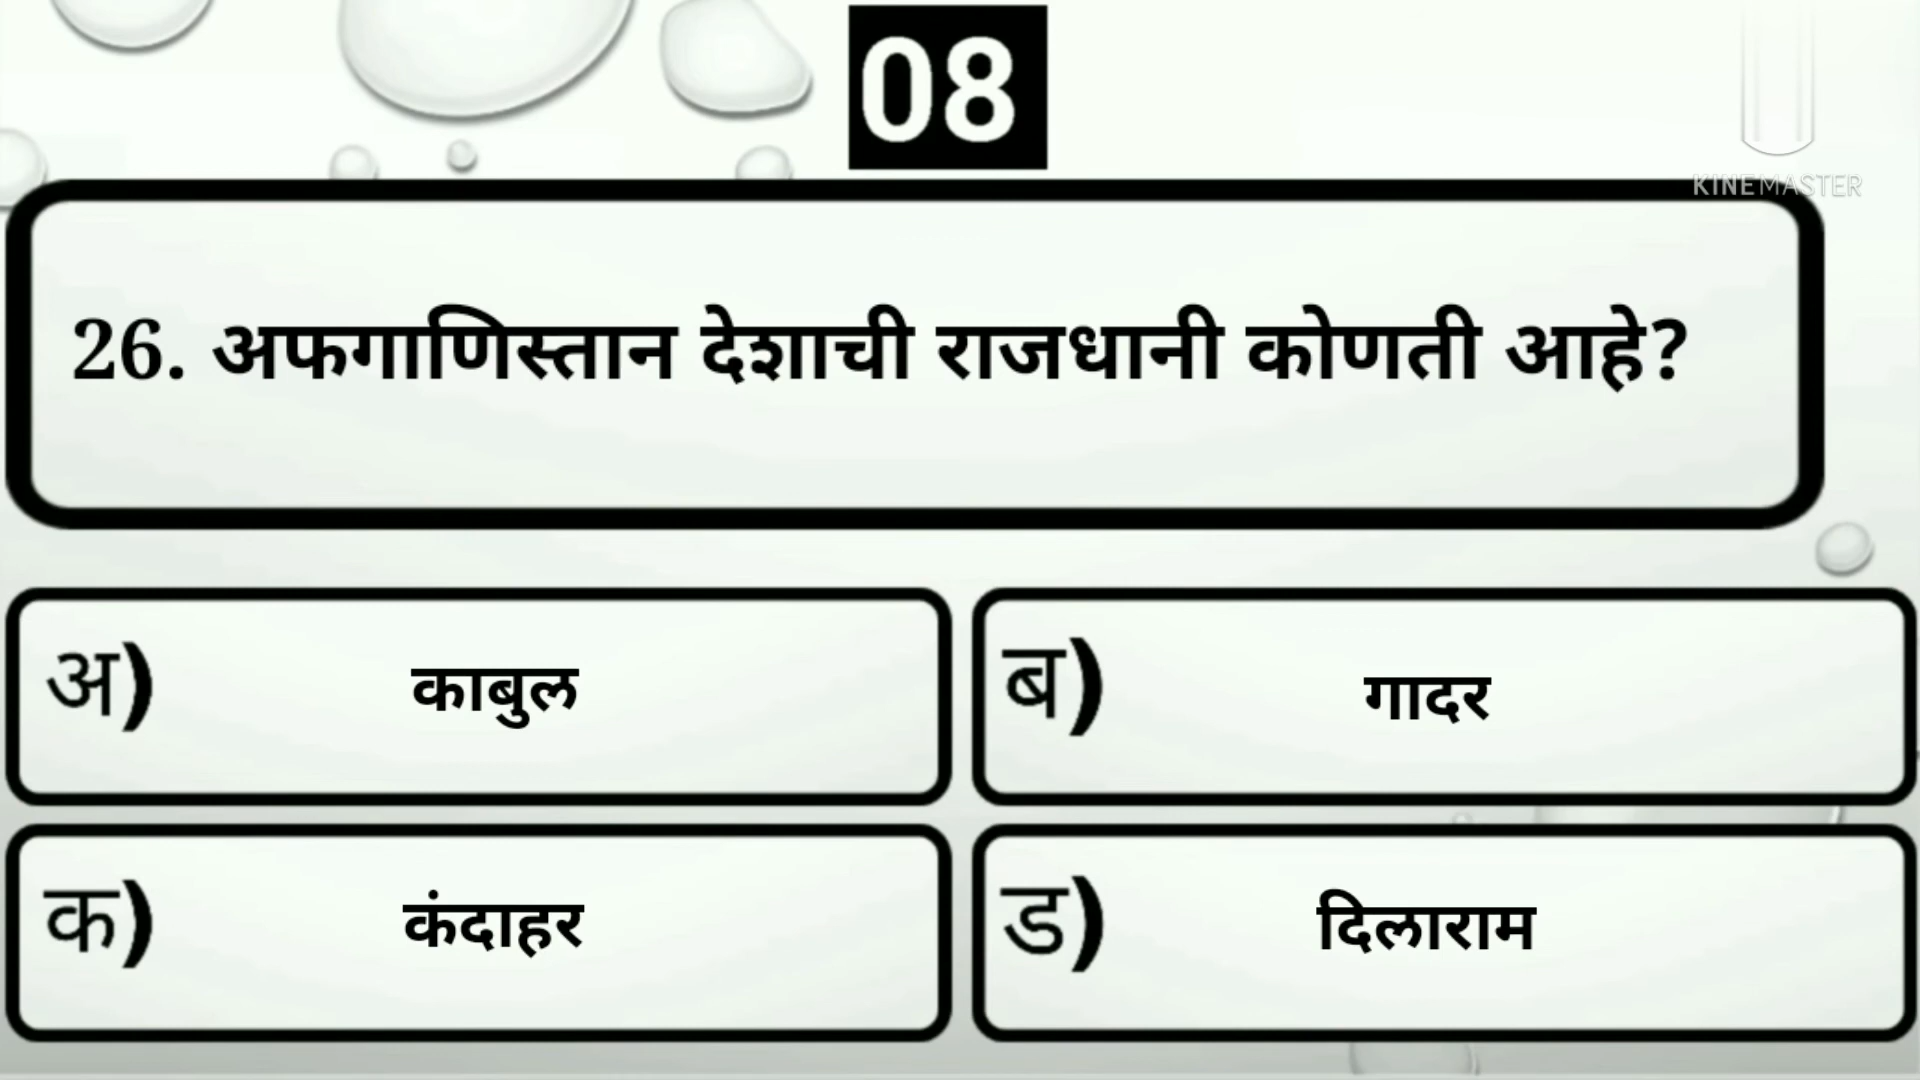 08
KINEMASTER
26. अफगाणिस्तान देशाची राजधानी कोणती आहे?
अ) काबुल
ब) गादर
क) कंदाहर
ड) दिलाराम